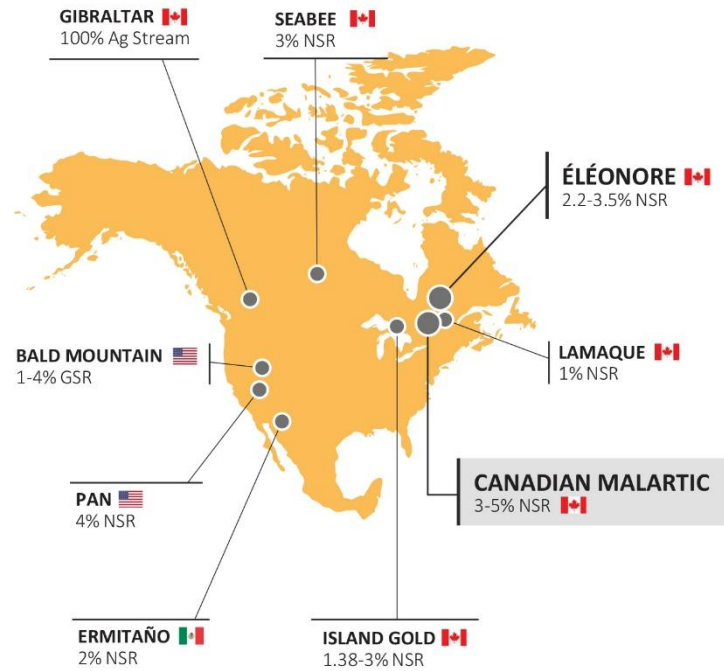 GIBRALTAR
100% Ag Stream
SEABEE
3% NSR
ÉLÉONORE
2.2-3.5% NSR
BALD MOUNTAIN
1-4% GSR
LAMAQUE
1% NSR
CANADIAN MALARTIC
3-5% NSR
PAN
4% NSR
ERMITAÑO
2% NSR
ISLAND GOLD
1.38-3% NSR